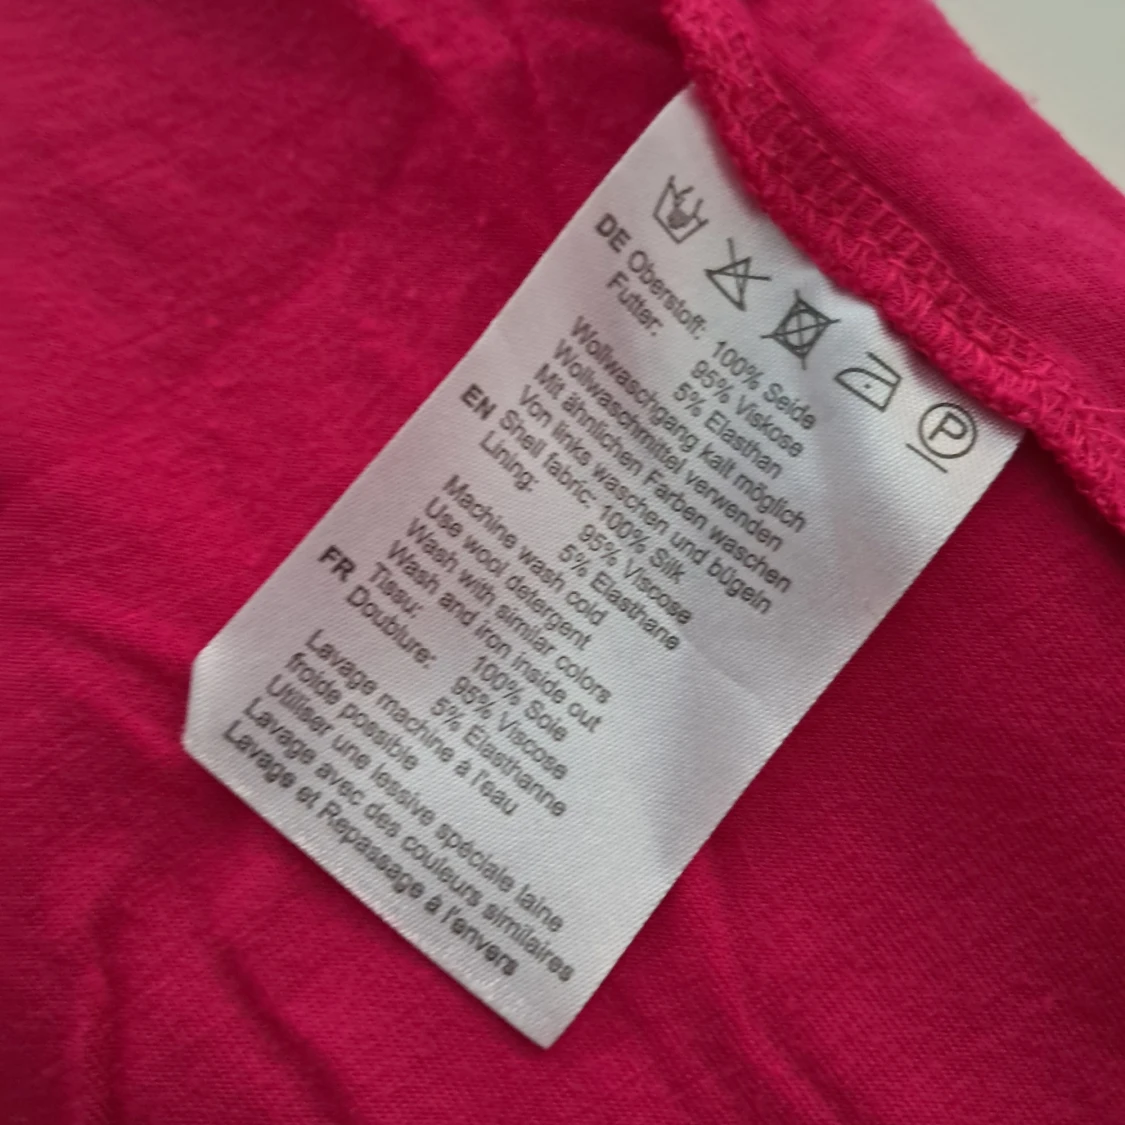 DE Oberstoff: 100% Seide
Futter: 95% Viskose
5% Elasthan
Wollwaschgang kalt möglich
Wollwaschmittel verwenden
Mit ähnlichen Farben waschen
Von links waschen und bügeln
EN Shell fabric: 100% Silk
Lining: 95% Viscose
5% Elasthane
Machine wash cold
Use wool detergent
Wash with similar colors
Wash and iron inside out
FR Tissu: 100% Soie
Doublure: 95% Viscose
5% Elasthanne
Lavage machine à l'eau
froide possible
Utiliser une lessive spéciale laine
Lavage avec des couleurs similaires
Lavage et Repassage à l'envers
P